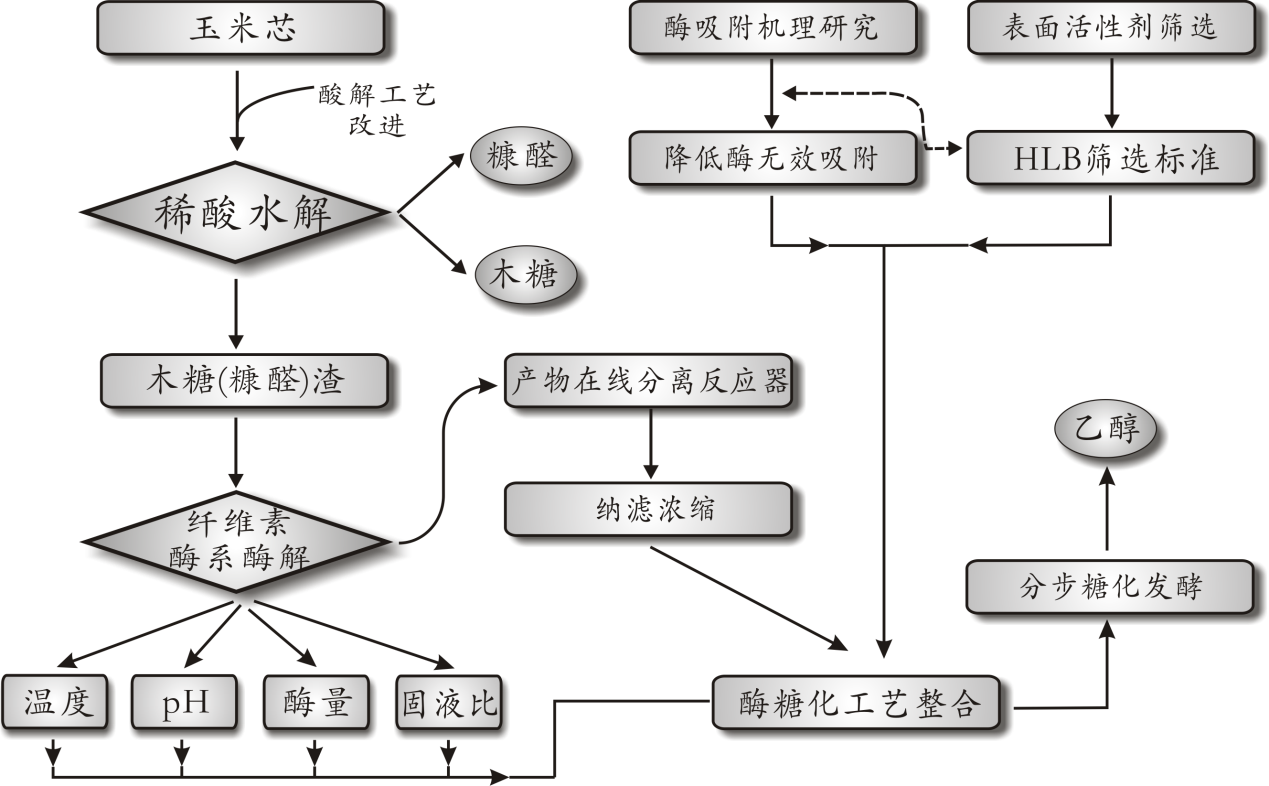 玉米芯
酶吸附机理研究
表面活性剂筛选
酸解工艺
改进
糠醛
降低酶无效吸附
HLB筛选标准
稀酸水解
木糖
木糖(糠醛)渣
产物在线分离反应器
乙醇
纤维素
酶系酶解
纳滤浓缩
分步糖化发酵
温度
pH
酶量
固液比
酶糖化工艺整合